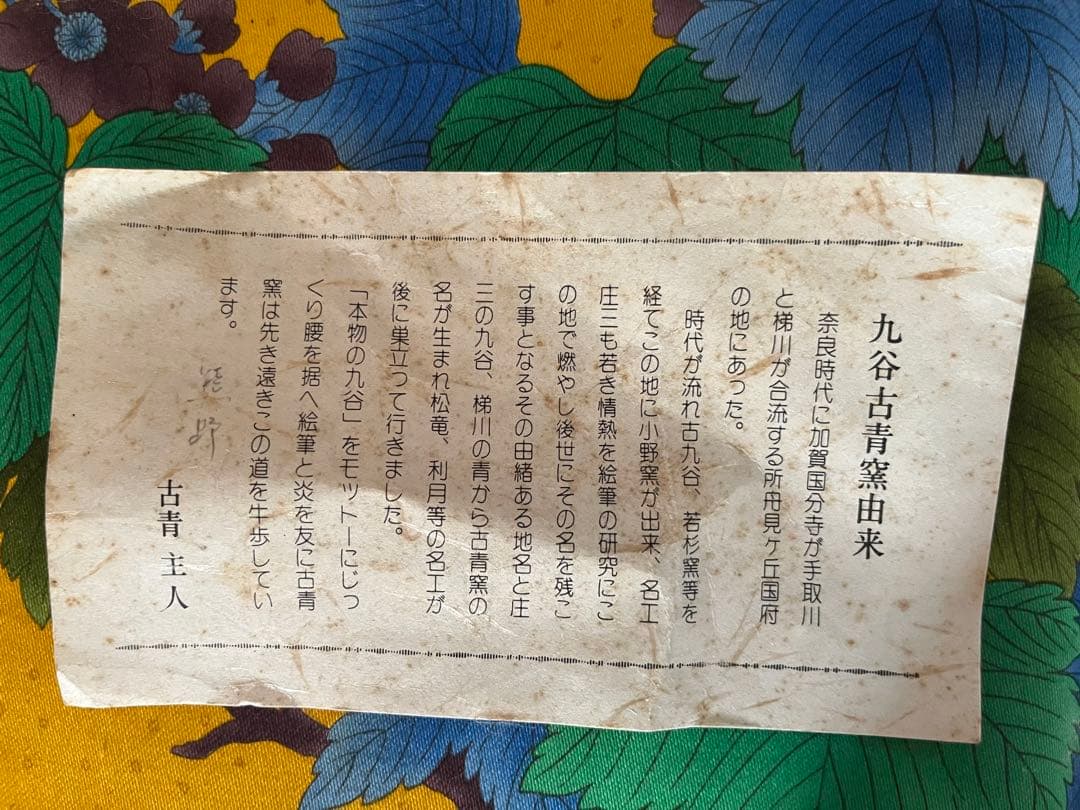 九谷古青窯由来
奈良時代に加賀国分寺が手取川
と梯川が合流する所舟見ヶ丘国府
の地にあった。
時代が流れ古九谷、若杉窯等を
経てこの地に小野窯が出来、名工
庄三も若き情熱を絵筆の研究にこ
の地で燃やし後世にその名を残こ
す事となるその由緒ある地名と庄
三の九谷、梯川の青から古青窯の
名が生まれ松竜、利月等の名工が
後に巣立って行きました。
「本物の九谷」をモットーにじっ
くり腰を据へ絵筆と炎を友に古青
窯は先き遠きこの道を牛歩してい
ます。
古青 主人